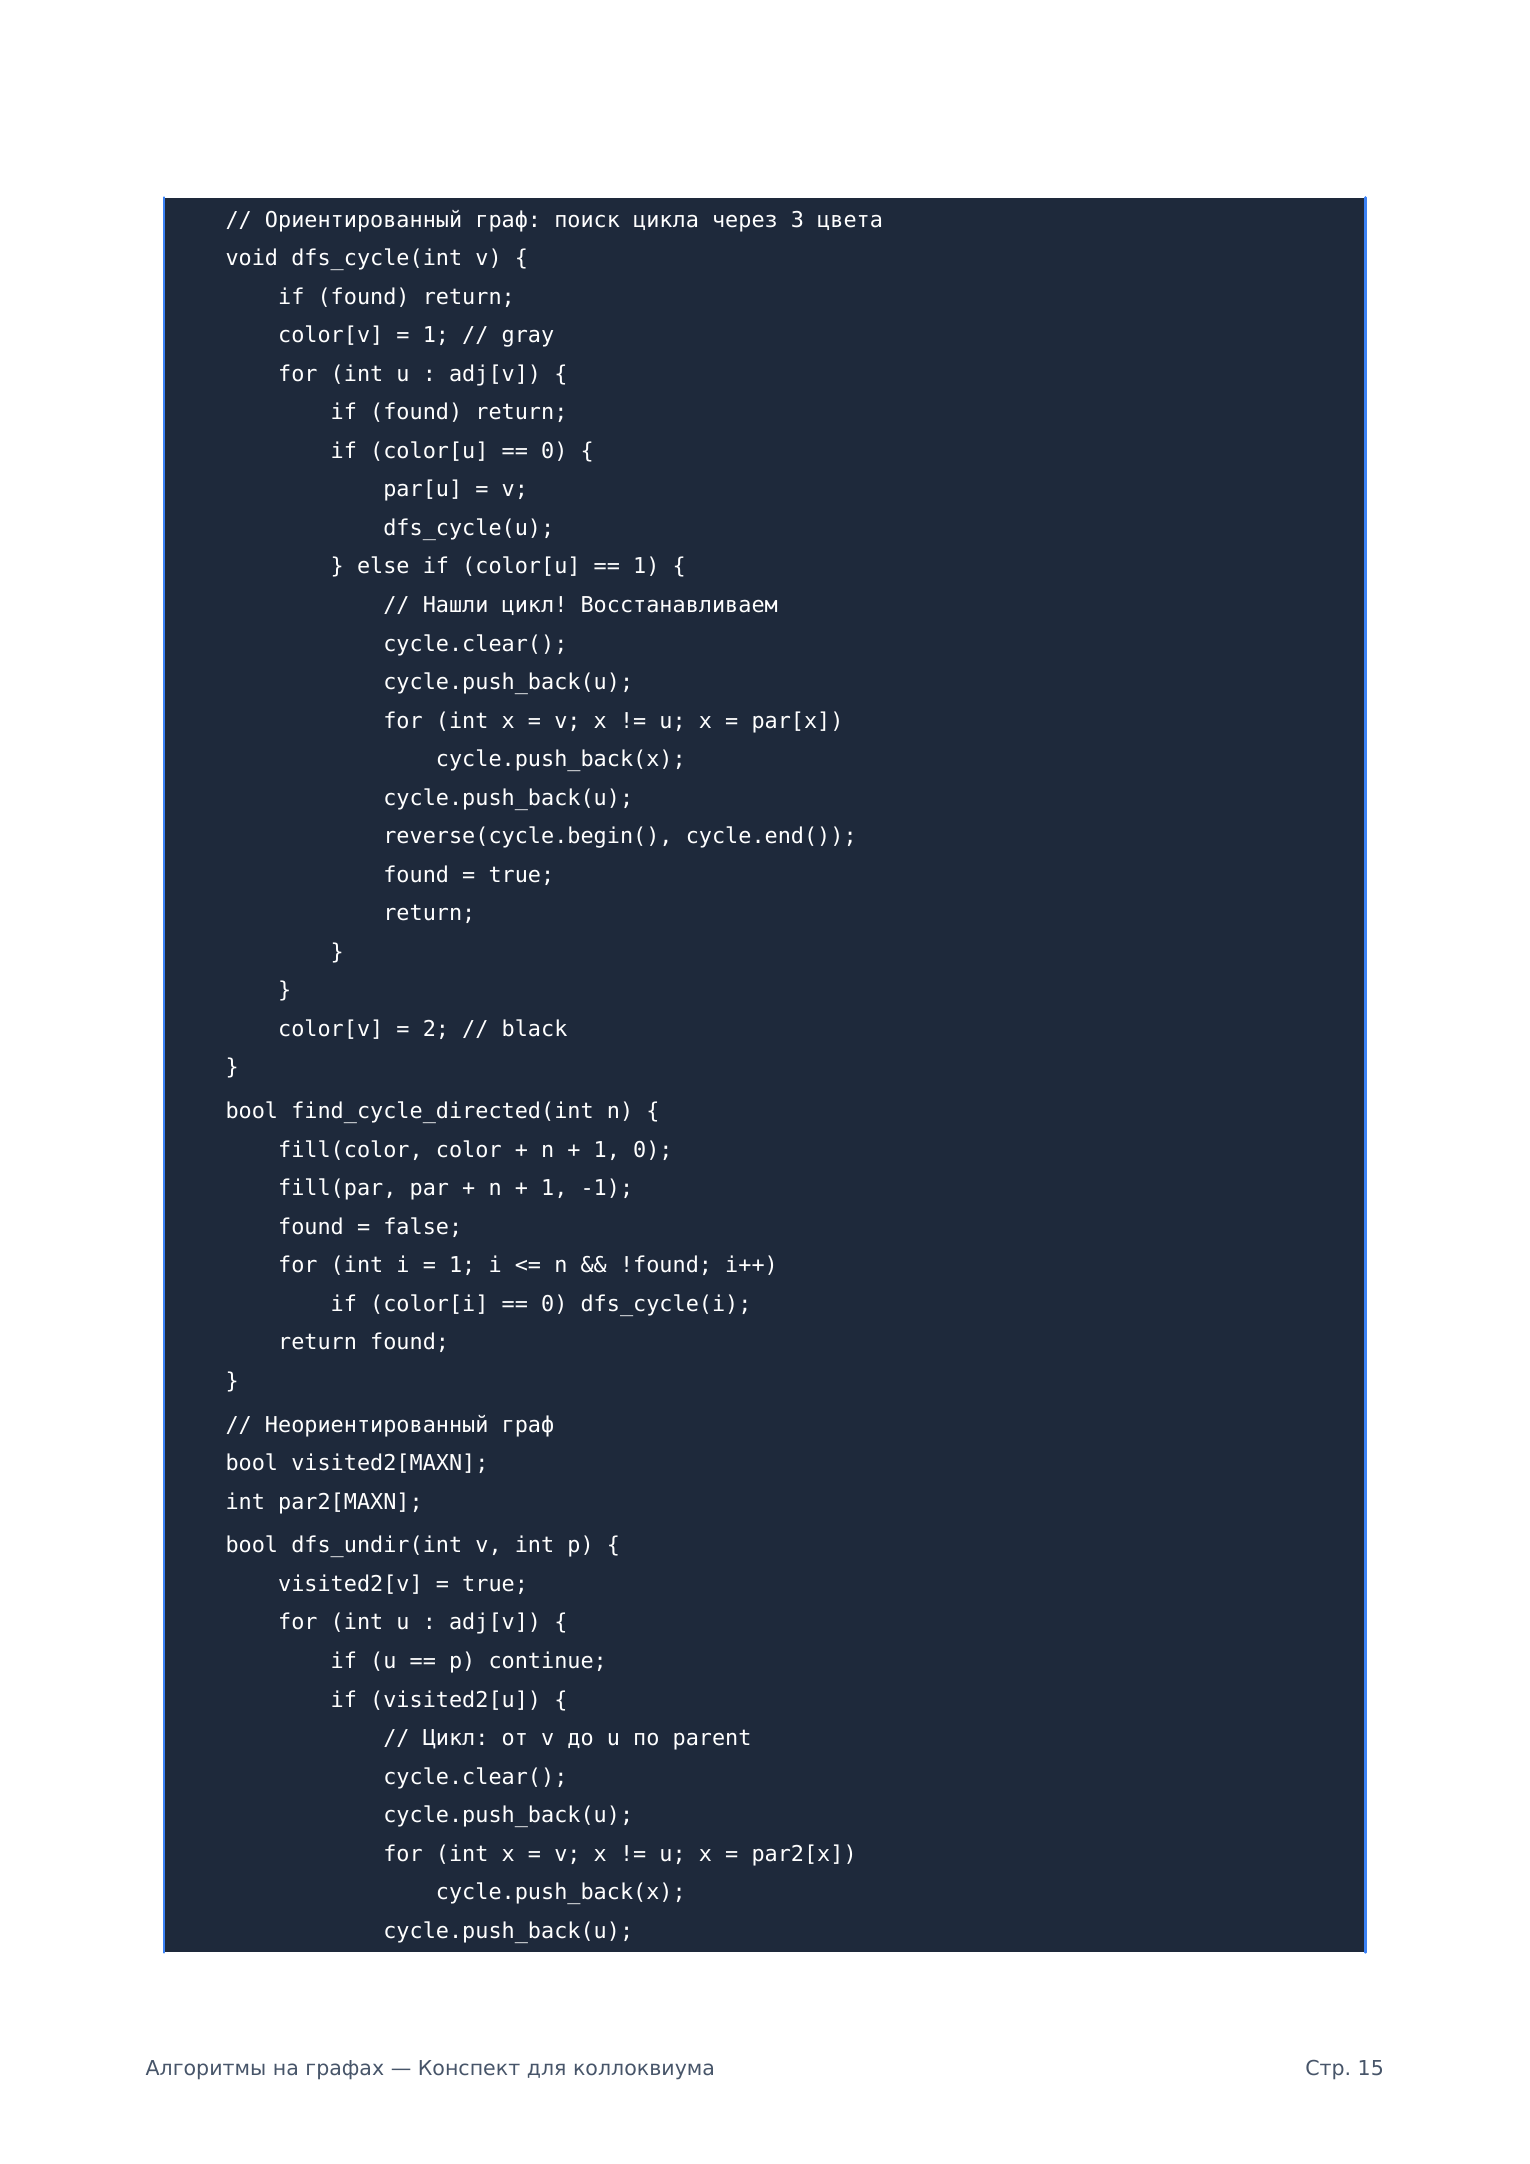 // Ориентированный граф: поиск цикла через 3 цвета
void dfs_cycle(int v) {
    if (found) return;
    color[v] = 1; // gray
    for (int u : adj[v]) {
        if (found) return;
        if (color[u] == 0) {
            par[u] = v;
            dfs_cycle(u);
        } else if (color[u] == 1) {
            // Нашли цикл! Восстанавливаем
            cycle.clear();
            cycle.push_back(u);
            for (int x = v; x != u; x = par[x])
                cycle.push_back(x);
            cycle.push_back(u);
            reverse(cycle.begin(), cycle.end());
            found = true;
            return;
        }
    }
    color[v] = 2; // black
}
bool find_cycle_directed(int n) {
    fill(color, color + n + 1, 0);
    fill(par, par + n + 1, -1);
    found = false;
    for (int i = 1; i <= n && !found; i++)
        if (color[i] == 0) dfs_cycle(i);
    return found;
}
// Неориентированный граф
bool visited2[MAXN];
int par2[MAXN];
bool dfs_undir(int v, int p) {
    visited2[v] = true;
    for (int u : adj[v]) {
        if (u == p) continue;
        if (visited2[u]) {
            // Цикл: от v до u по parent
            cycle.clear();
            cycle.push_back(u);
            for (int x = v; x != u; x = par2[x])
                cycle.push_back(x);
            cycle.push_back(u);
Алгоритмы на графах — Конспект для коллоквиума
Стр. 15